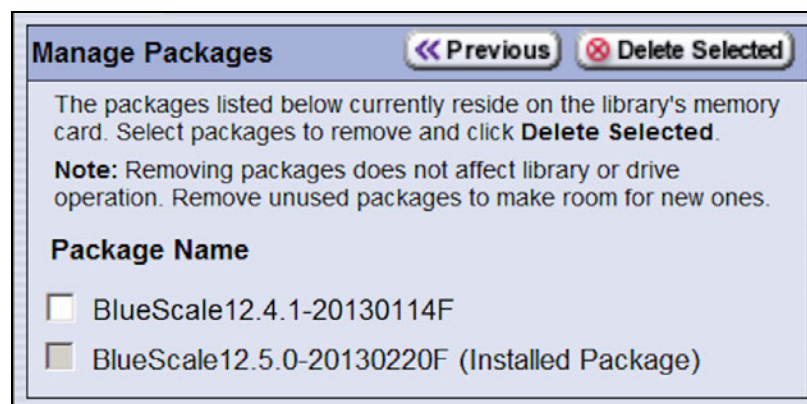 Manage Packages
Previous
Delete Selected
The packages listed below currently reside on the library's memory
card. Select packages to remove and click Delete Selected.
Note: Removing packages does not affect library or drive
operation. Remove unused packages to make room for new ones.
Package Name
BlueScale12.4.1-20130114F
BlueScale12.5.0-20130220F (Installed Package)